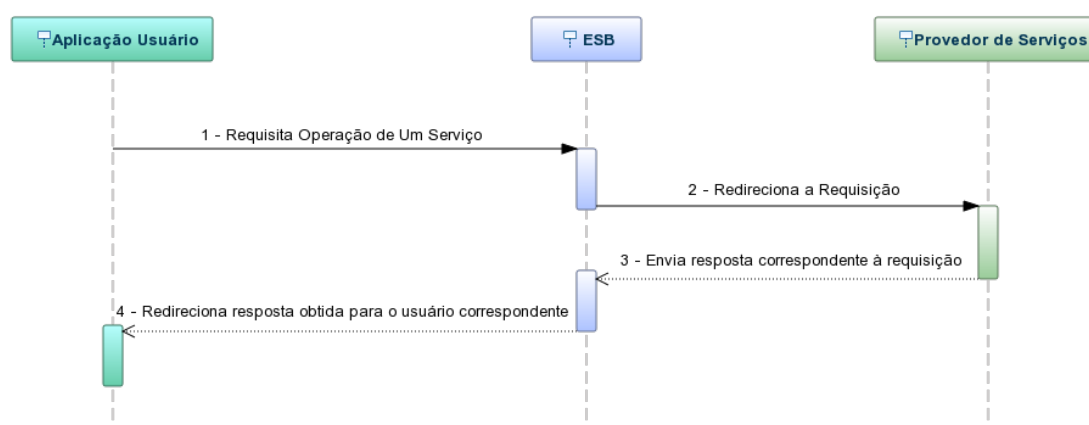 Aplicação Usuário
ESB
Provedor de Serviços
1 - Requisita Operação de Um Serviço
2 - Redireciona a Requisição
3 - Envia resposta correspondente à requisição
4 - Redireciona resposta obtida para o usuário correspondente